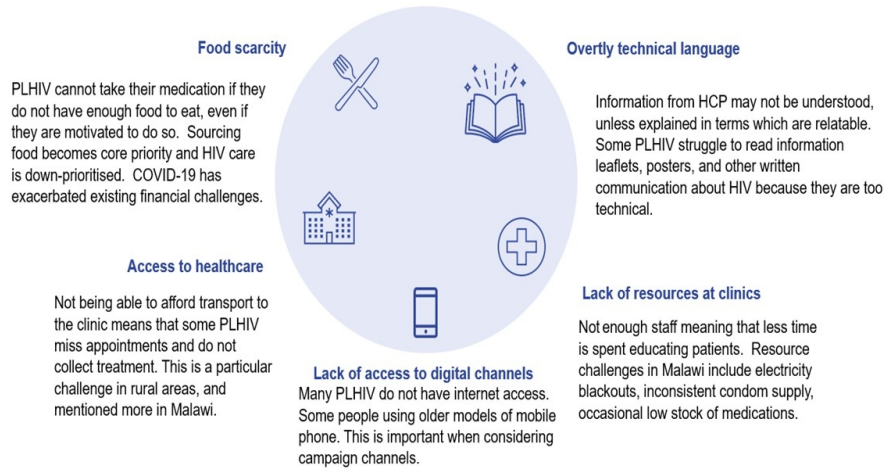 Food scarcity
PLHIV cannot take their medication if they
do not have enough food to eat, even if
they are motivated to do so.  Sourcing
food becomes core priority and HIV care
is down-prioritised.  COVID-19 has
exacerbated existing financial challenges.
Overtly technical language
Information from HCP may not be understood,
unless explained in terms which are relatable.
Some PLHIV struggle to read information
leaflets, posters, and other written
communication about HIV because they are too
technical.
Access to healthcare
Not being able to afford transport to
the clinic means that some PLHIV
miss appointments and do not
collect treatment. This is a particular
challenge in rural areas, and
mentioned more in Malawi.
Lack of access to digital channels
Many PLHIV do not have internet access.
Some people using older models of mobile
phone. This is important when considering
campaign channels.
Lack of resources at clinics
Not enough staff meaning that less time
is spent educating patients.  Resource
challenges in Malawi include electricity
blackouts, inconsistent condom supply,
occasional low stock of medications.